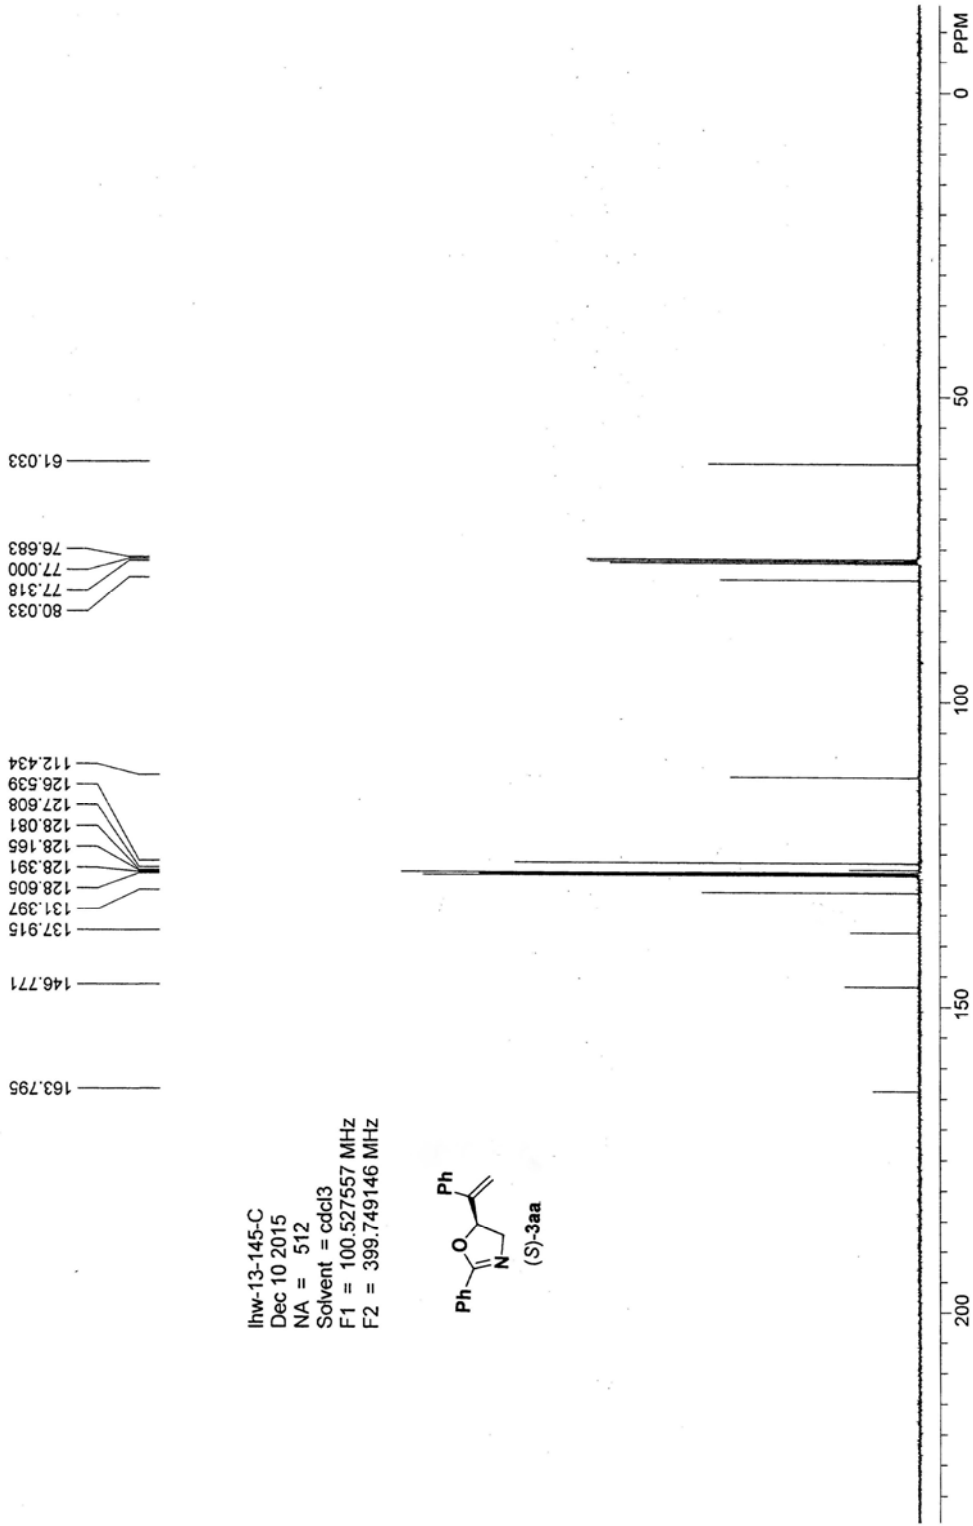 163.795
146.771
137.915
131.397
128.605
128.391
128.165
128.081
127.608
126.539
112.434
80.033
77.318
77.000
76.683
61.033
lhw-13-145-C
Dec 10 2015
NA = 512
Solvent = cdcl3
F1 = 100.527557 MHz
F2 = 399.749146 MHz
Ph
O
N
Ph
(S)-3aa
200
150
100
50
0
PPM